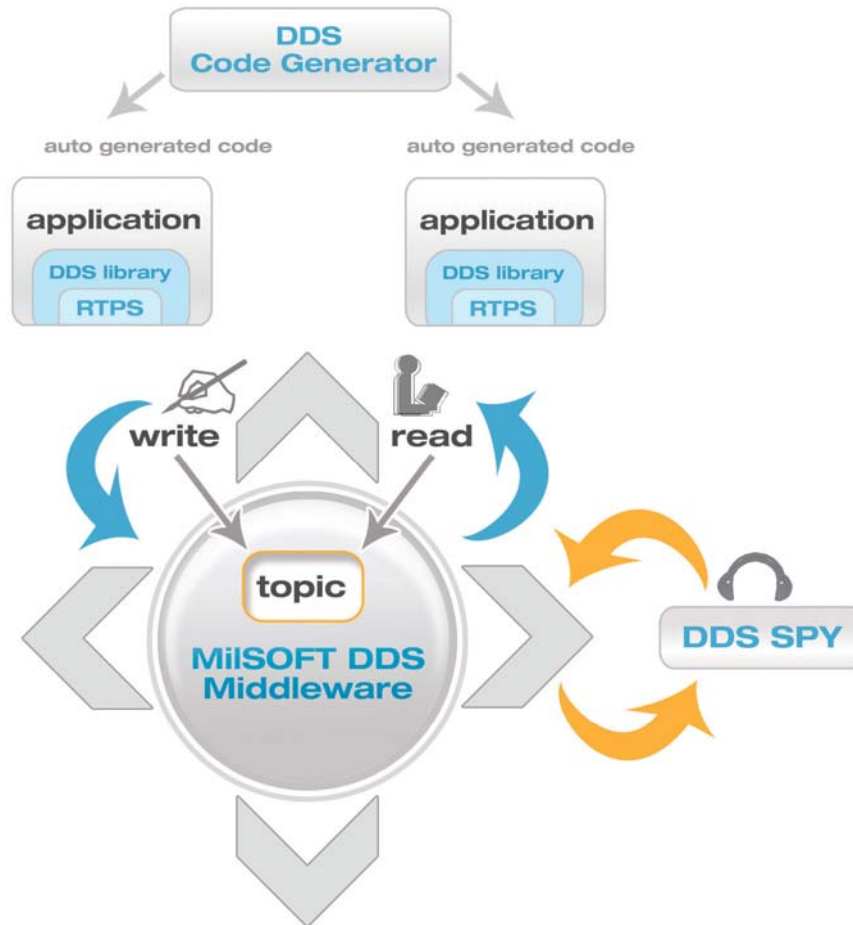 DDS
Code Generator
auto generated code
auto generated code
application
application
DDS library
DDS library
RTPS
RTPS
write
read
topic
MilSOFT DDS
Middleware
DDS SPY